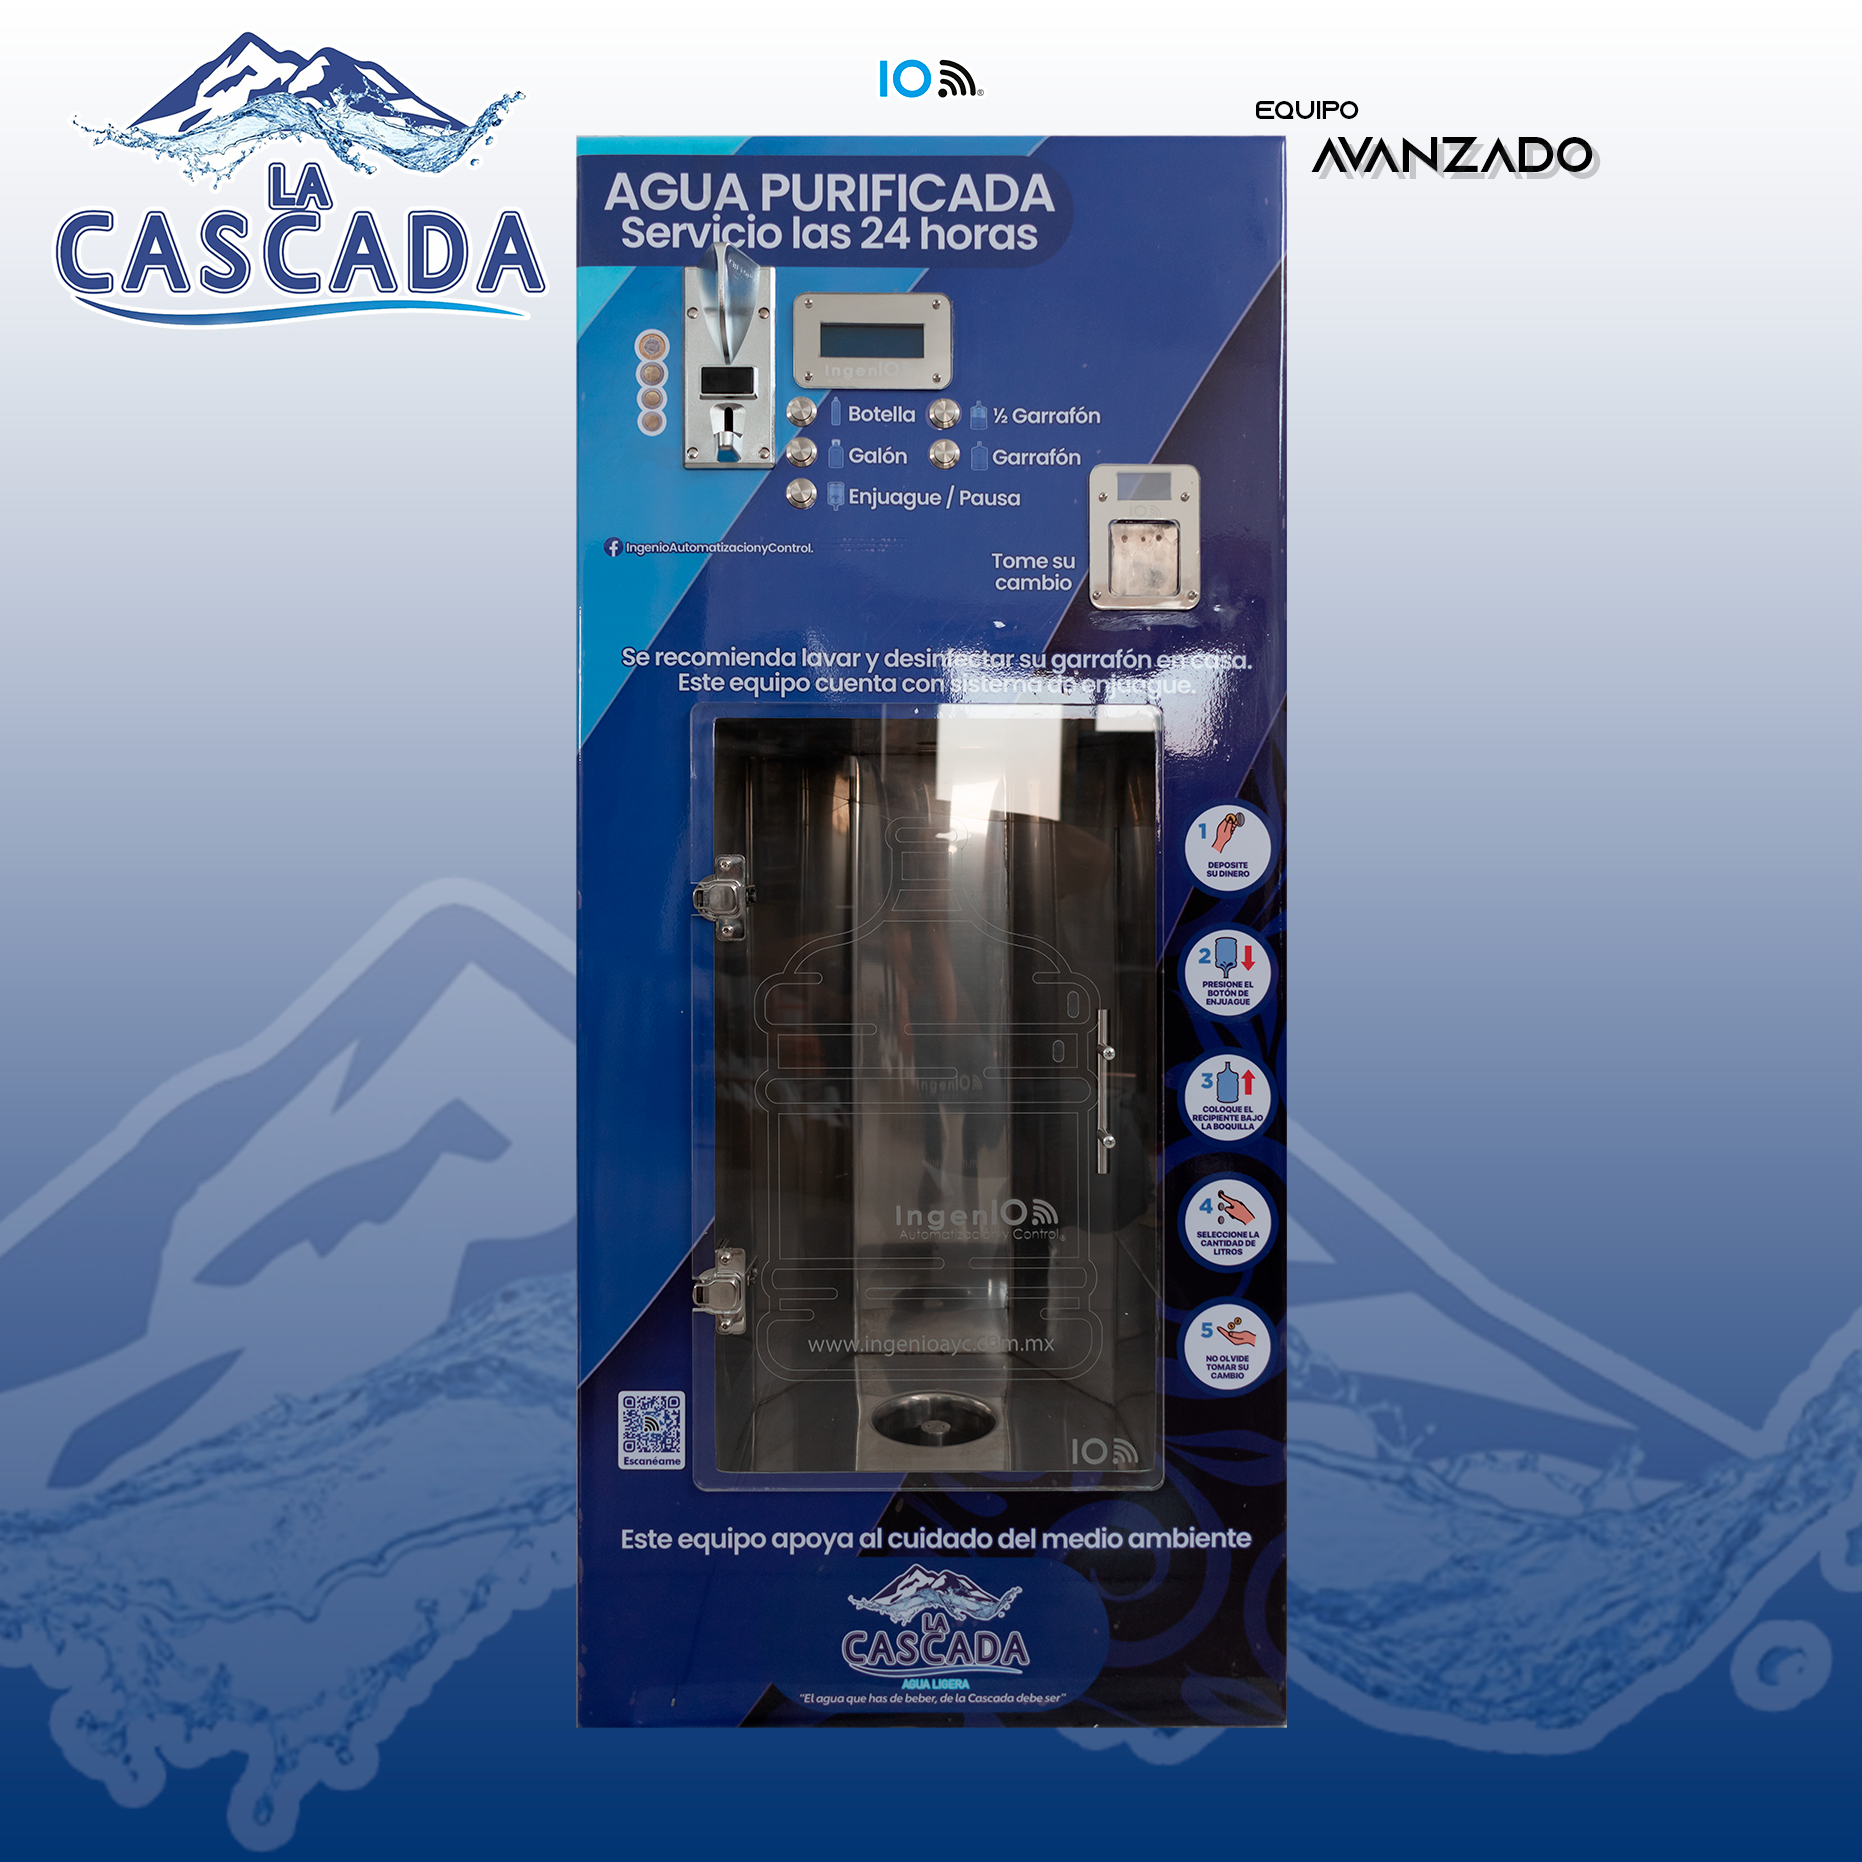 LA
CASCADA
IO
EQUIPO
AVANZADO
AGUA PURIFICADA
Servicio las 24 horas
IngenIO
Botella
½ Garrafón
Galón
Garrafón
Enjuague / Pausa
IO
IngenioAutomatizacionyControl.
Tome su
cambio
Se recomienda lavar y desinfectar su garrafón en casa.
Este equipo cuenta con sistema de enjuague.
1
DEPOSITE
SU DINERO
2
PRESIONE EL
BOTÓN DE
ENJUAGUE
3
COLOQUE EL
RECIPIENTE BAJO
LA BOQUILLA
4
SELECCIONE LA
CANTIDAD DE
LITROS
5
NO OLVIDE
TOMAR SU
CAMBIO
IngenIO
IngenIO
Automatización y Control
www.ingenioayc.com.mx
IO
Escanéame
Este equipo apoya al cuidado del medio ambiente
LA
CASCADA
AGUA LIGERA
"El agua que has de beber, de la Cascada debe ser"